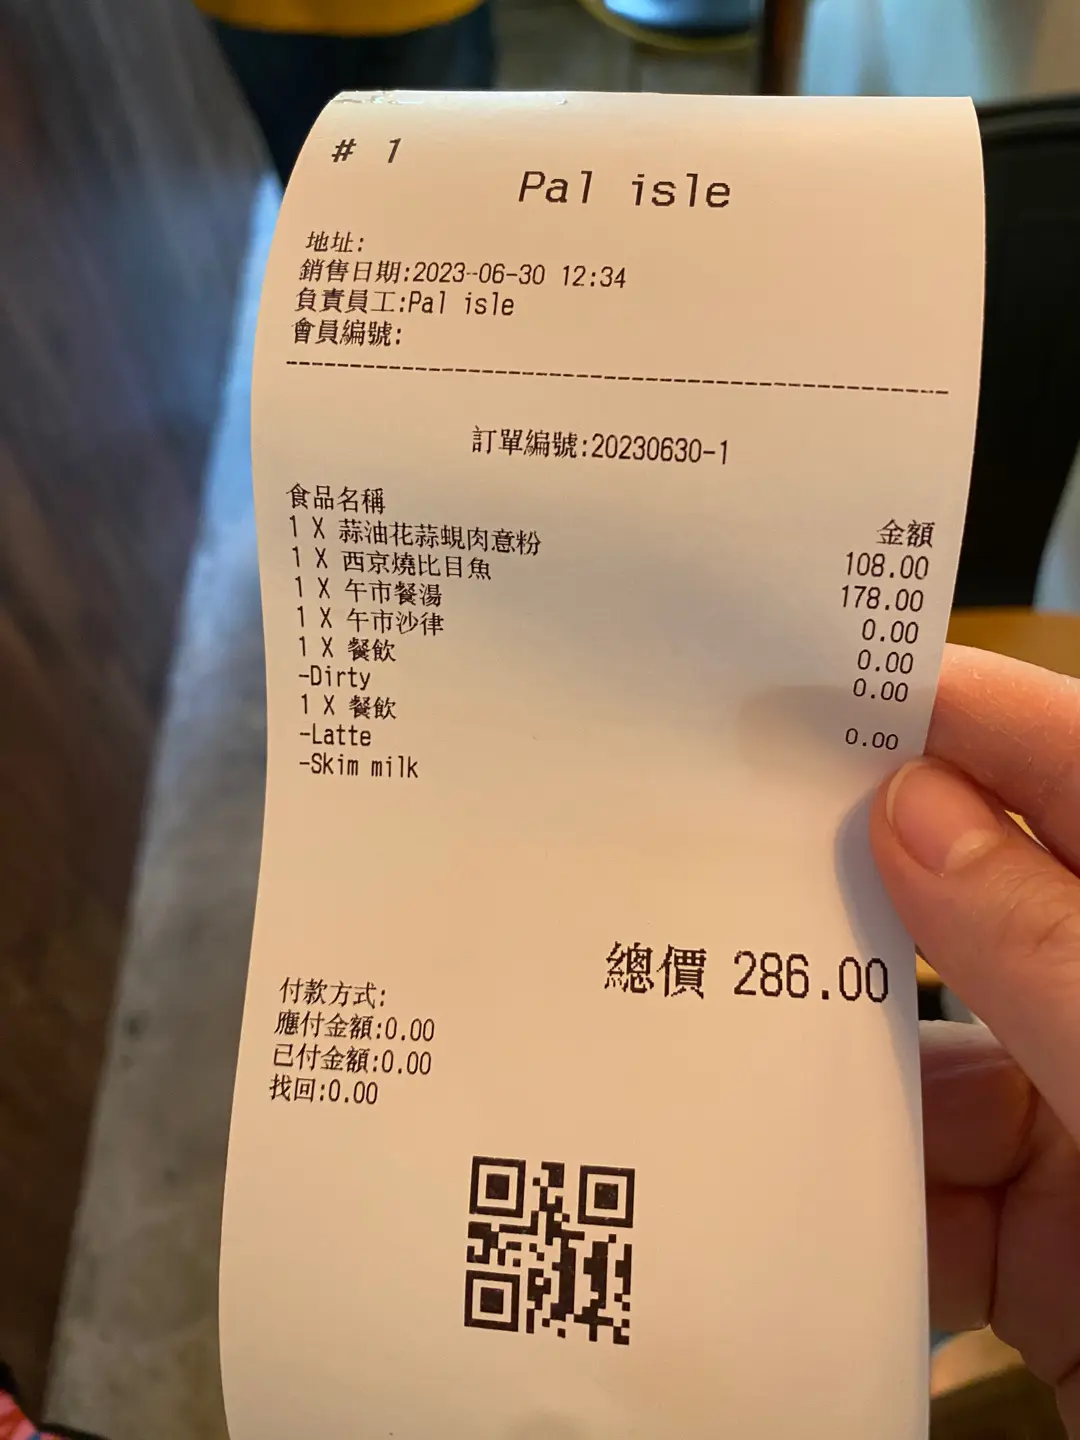 # 1
Pal isle
地址:
銷售日期:2023-06-30 12:34
負責員工:Pal isle
會員編號:
訂單編號:20230630-1
食品名稱 金額
1 X 蒜油花蒜蜆肉意粉 108.00
1 X 西京燒比目魚 178.00
1 X 午市餐湯 0.00
1 X 午市沙律 0.00
1 X 餐飲 0.00
-Dirty
1 X 餐飲 0.00
-Latte
-Skim milk
總價 286.00
付款方式:
應付金額:0.00
已付金額:0.00
找回:0.00